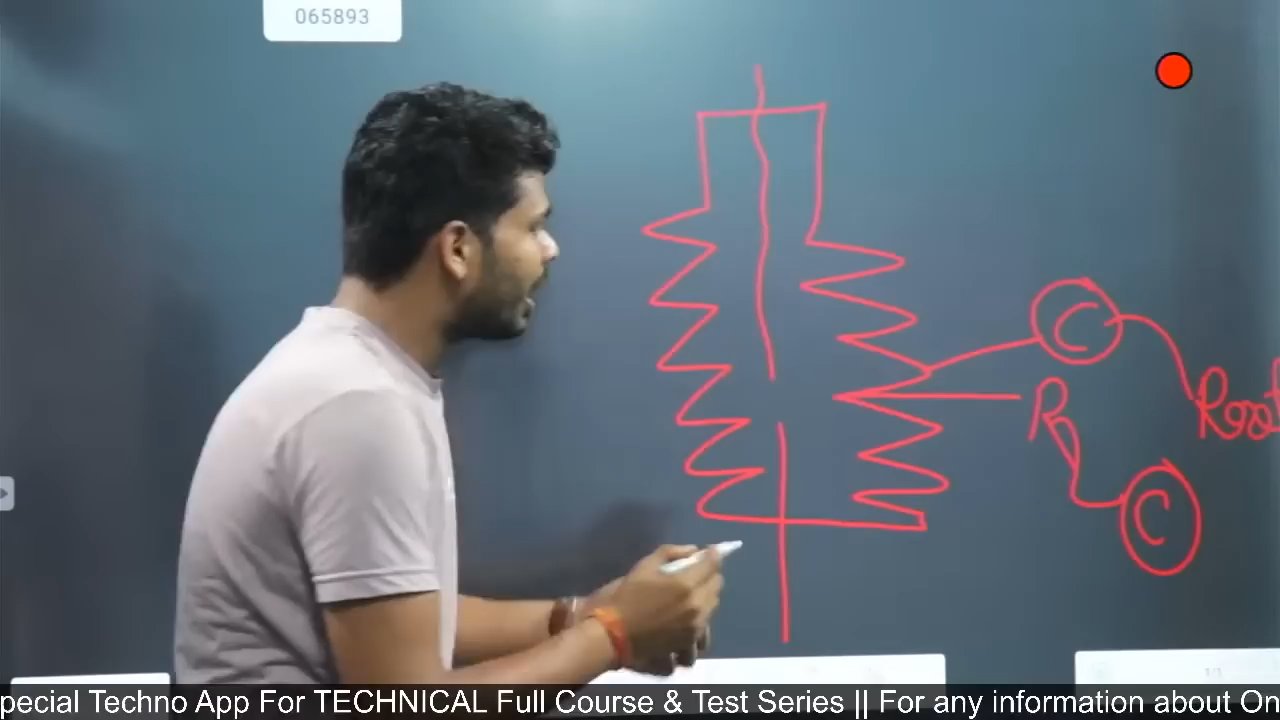 065893
C
Root
R
C
pecial Techno App For TECHNICAL Full Course & Test Series || For any information about On